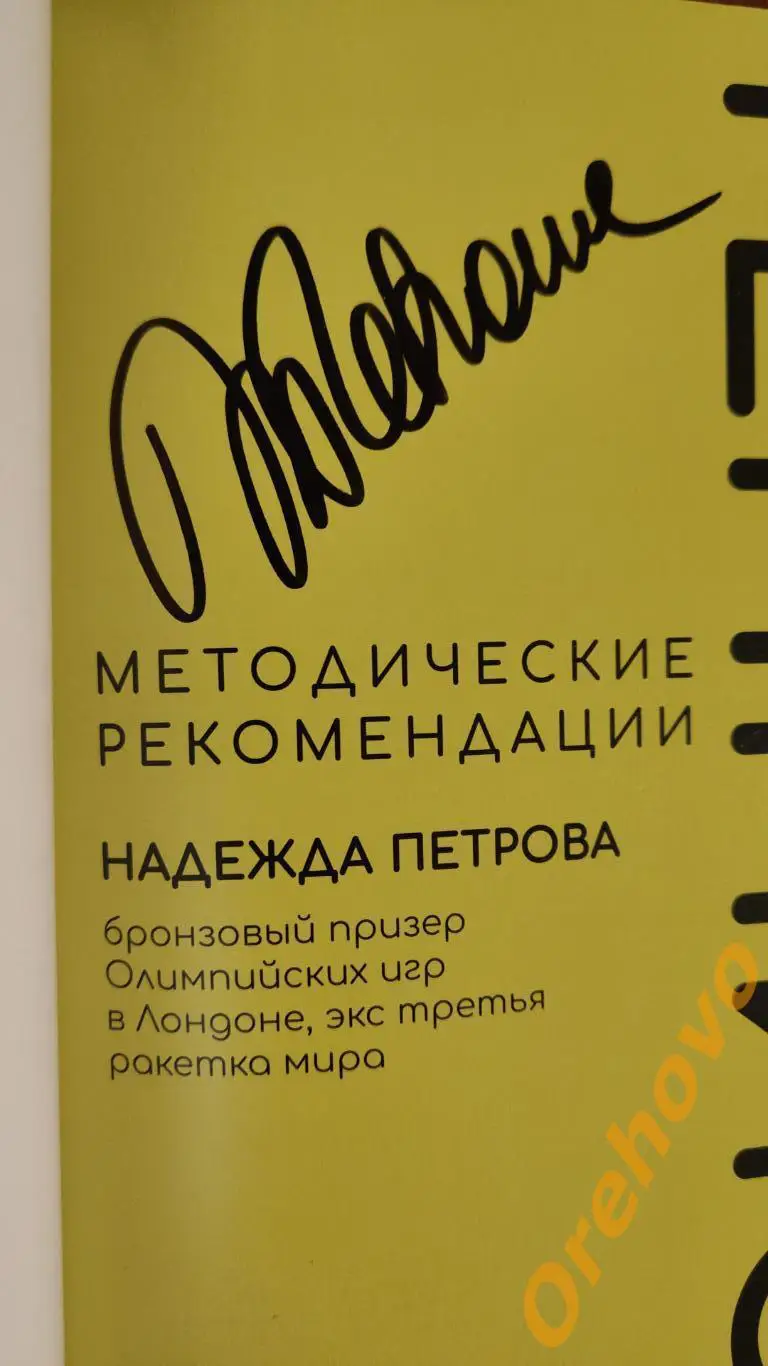 МЕТОДИЧЕСКИЕ
РЕКОМЕНДАЦИИ
НАДЕЖДА ПЕТРОВА
бронзовый призер
Олимпийских игр
в Лондоне, экс третья
ракетка мира
Orehovo